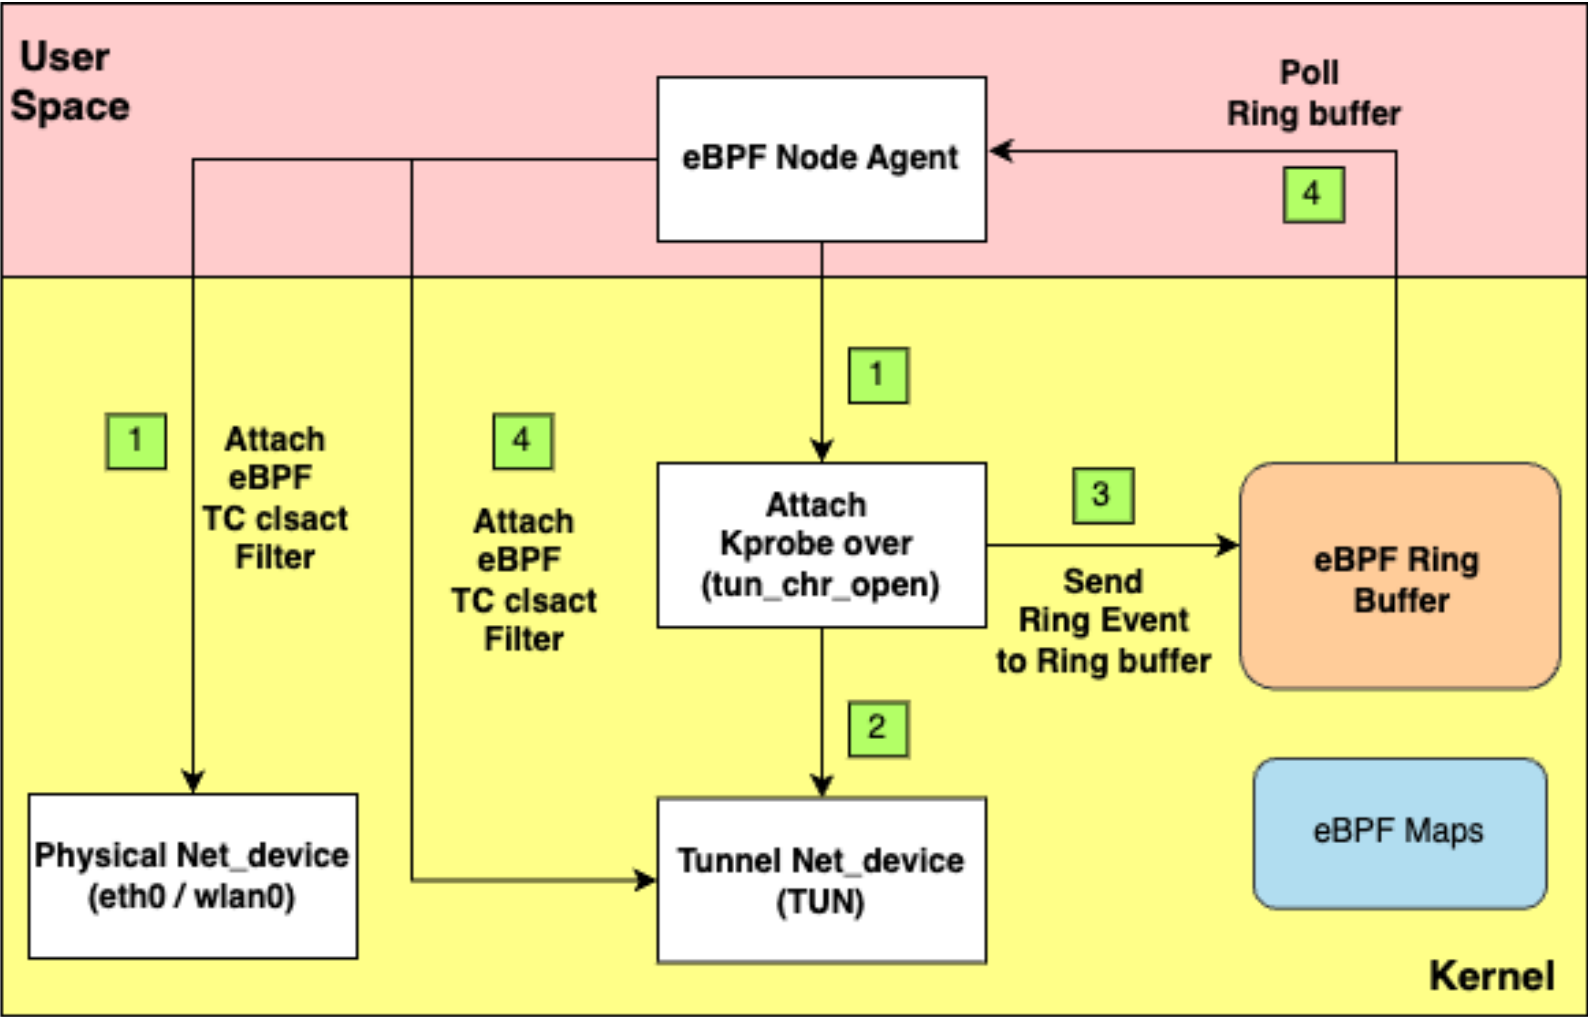 User
Space
eBPF Node Agent
Poll
Ring buffer
4
1
Attach
eBPF
TC clsact
Filter
4
Attach
eBPF
TC clsact
Filter
1
Attach
Kprobe over
(tun_chr_open)
3
Send
Ring Event
to Ring buffer
eBPF Ring
Buffer
2
Physical Net_device
(eth0 / wlan0)
Tunnel Net_device
(TUN)
eBPF Maps
Kernel